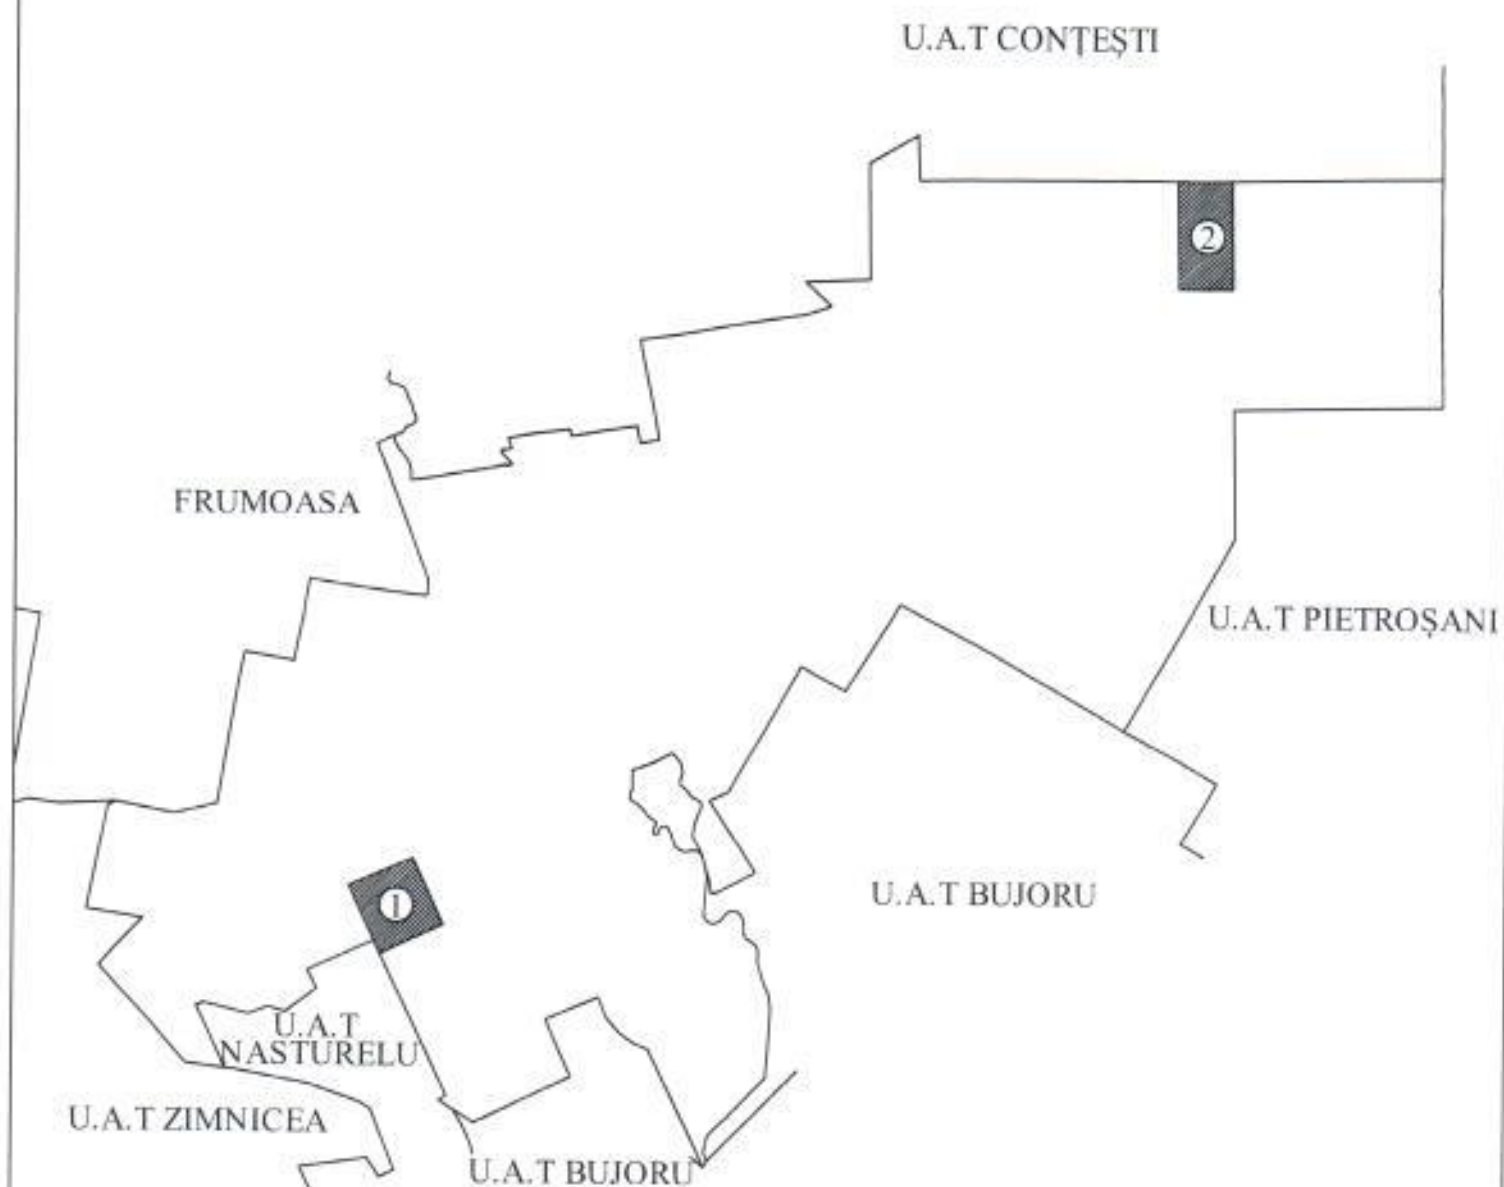 U.A.T CONȚEȘTI
2
FRUMOASA
U.A.T PIETROȘANI
U.A.T BUJORU
1
U.A.T
NASTURELU
U.A.T ZIMNICEA
U.A.T BUJORU